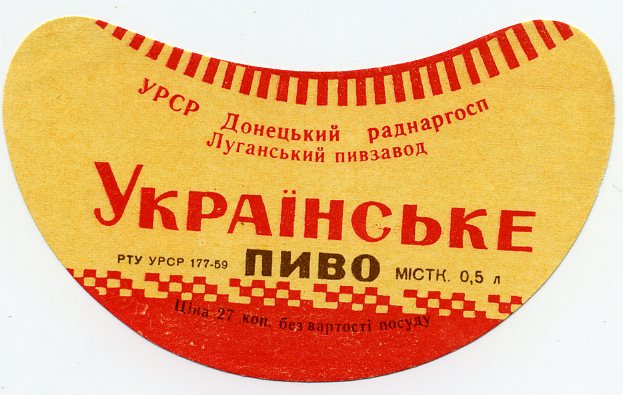 УРСР Донецький раднаргосп
Луганський пивзавод
УКРАЇНСЬКЕ
РТУ УРСР 177-59 ПИВО МІСТК. 0,5 л
Ціна 27 коп. без вартості посуду